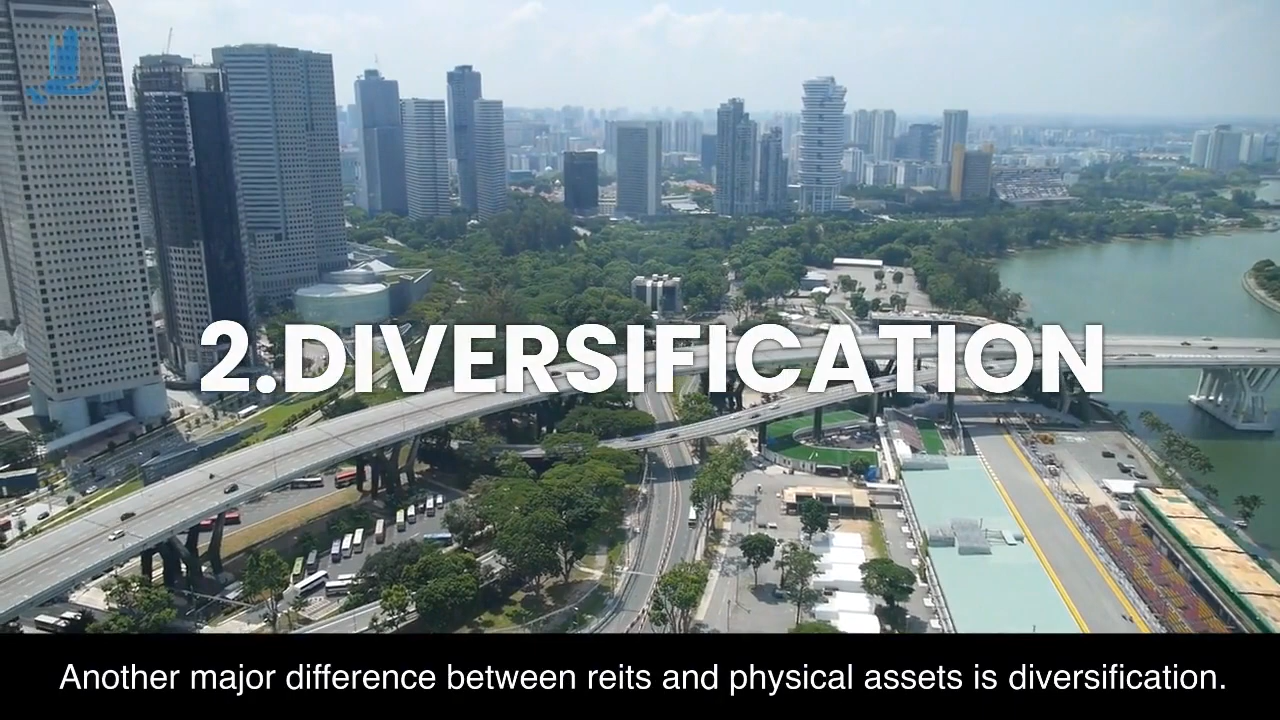 2.DIVERSIFICATION
Another major difference between reits and physical assets is diversification.